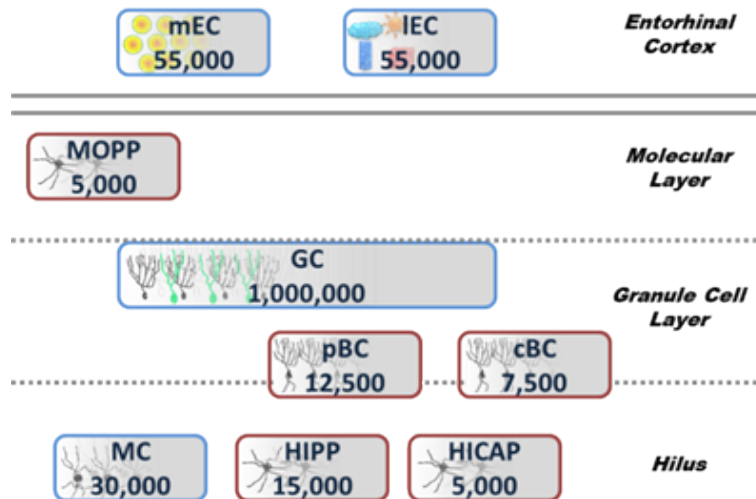 mEC
55,000
lEC
55,000
Entorhinal
Cortex
MOPP
5,000
Molecular
Layer
GC
1,000,000
Granule Cell
Layer
pBC
12,500
cBC
7,500
MC
30,000
HIPP
15,000
HICAP
5,000
Hilus